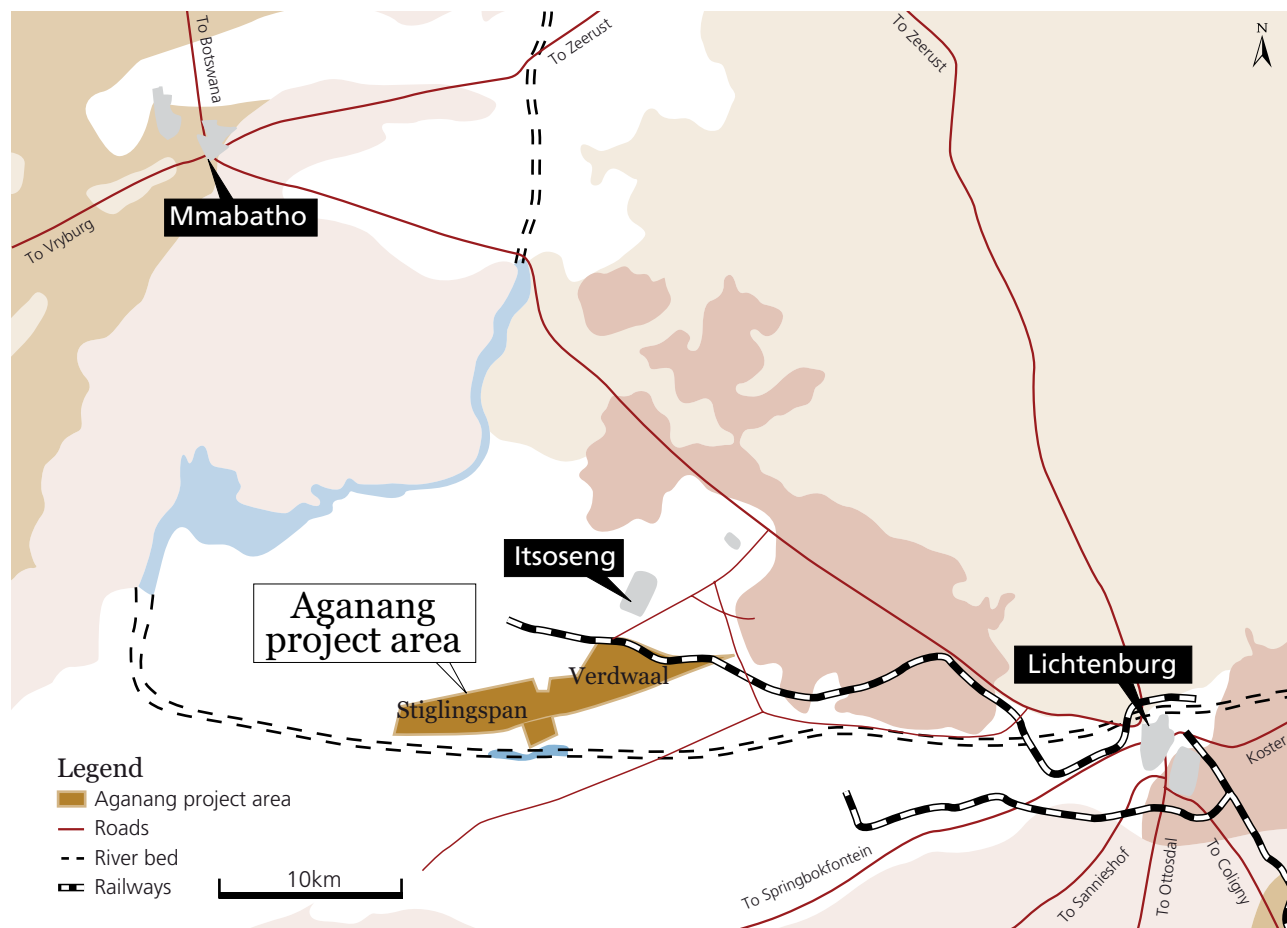 To Botswana
To Zeerust
To Zeerust
N
Mmabatho
To Vryburg
Itsoseng
Aganang
project area
Verdwaal
Stiglingspan
Lichtenburg
Koster
Legend
Aganang project area
Roads
River bed
Railways
10km
To Springbokfontein
To Sannieshof
To Ottosdal
To Coligny